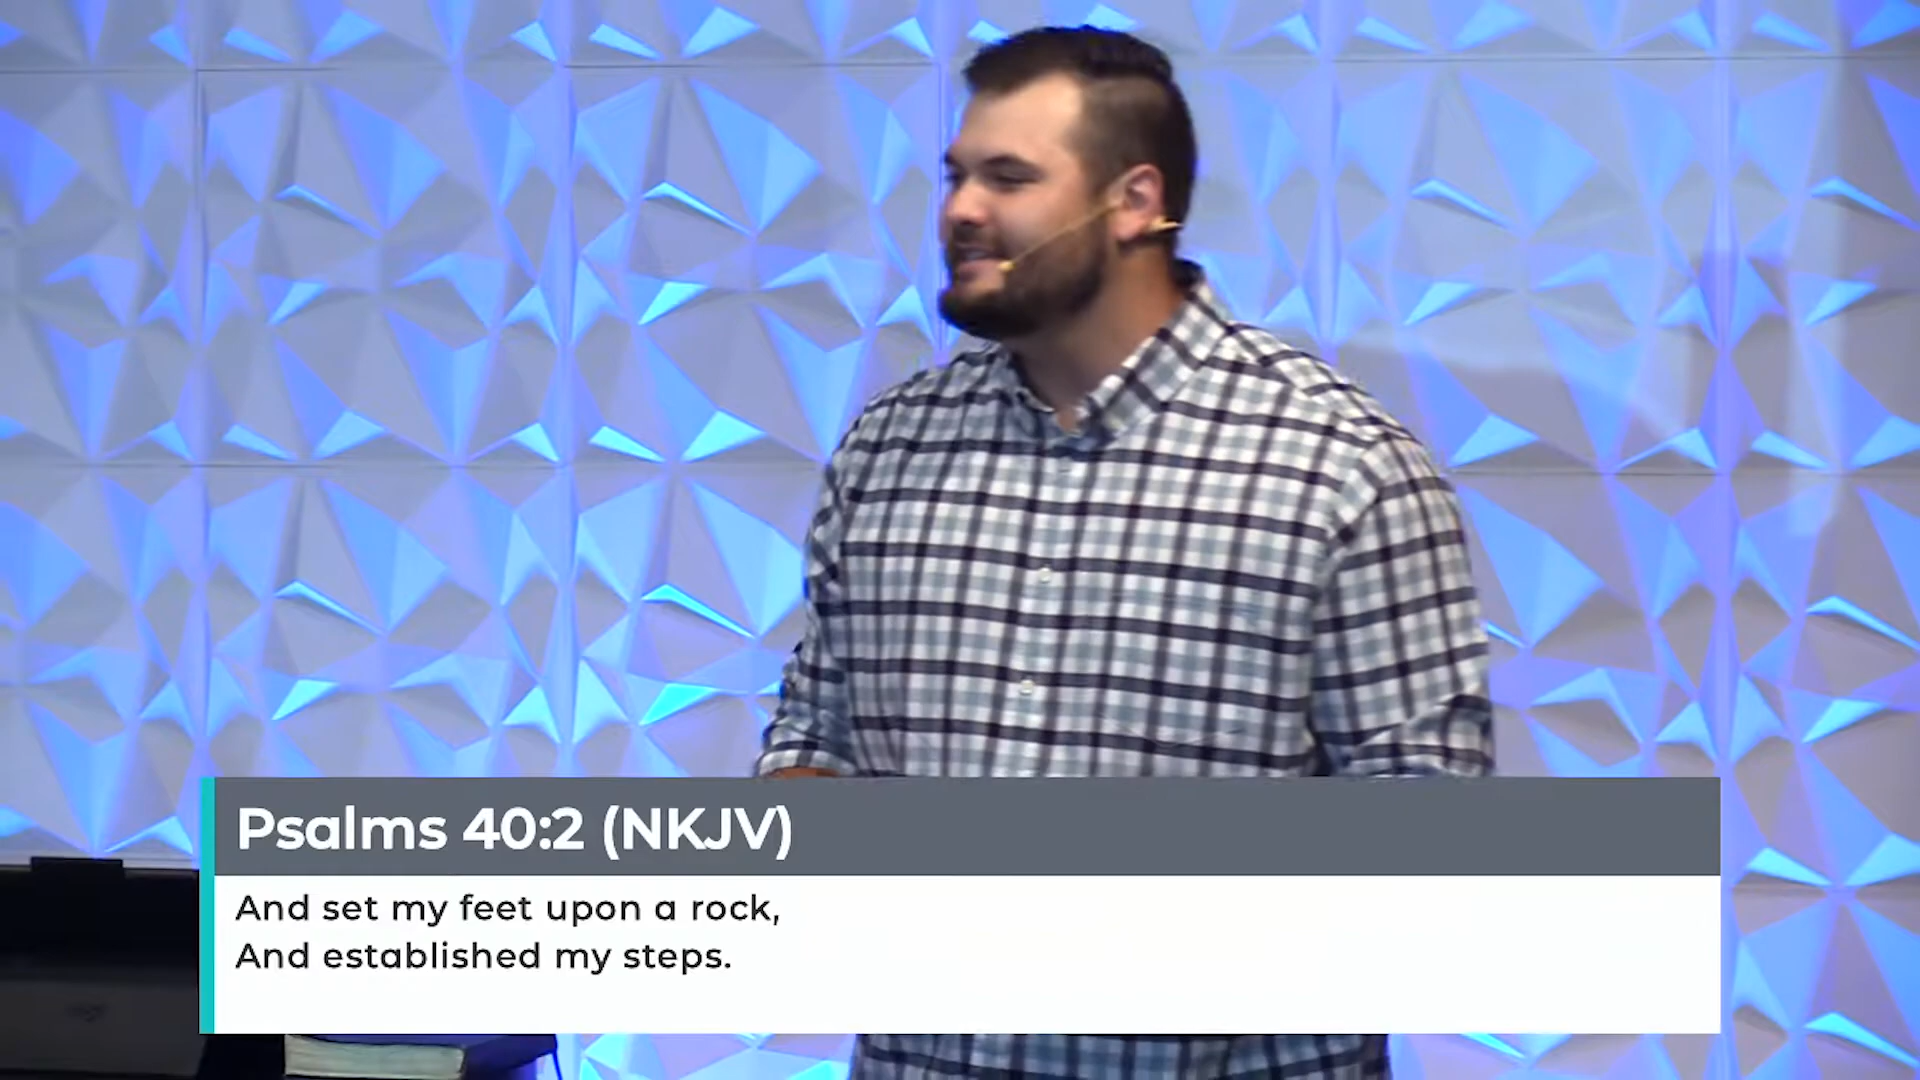 Psalms 40:2 (NKJV)
And set my feet upon a rock,
And established my steps.